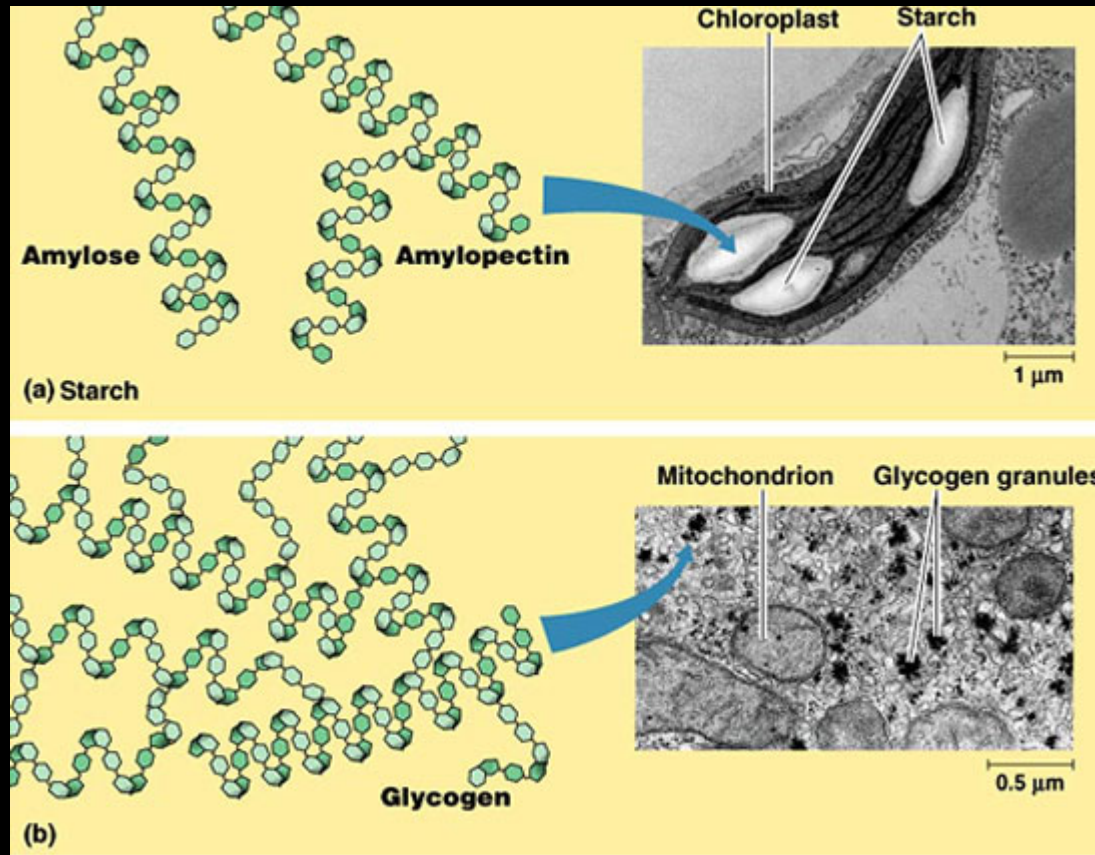 Chloroplast Starch
Amylose
Amylopectin
1 μm
(a) Starch
Mitochondrion Glycogen granules
0.5 μm
Glycogen
(b)